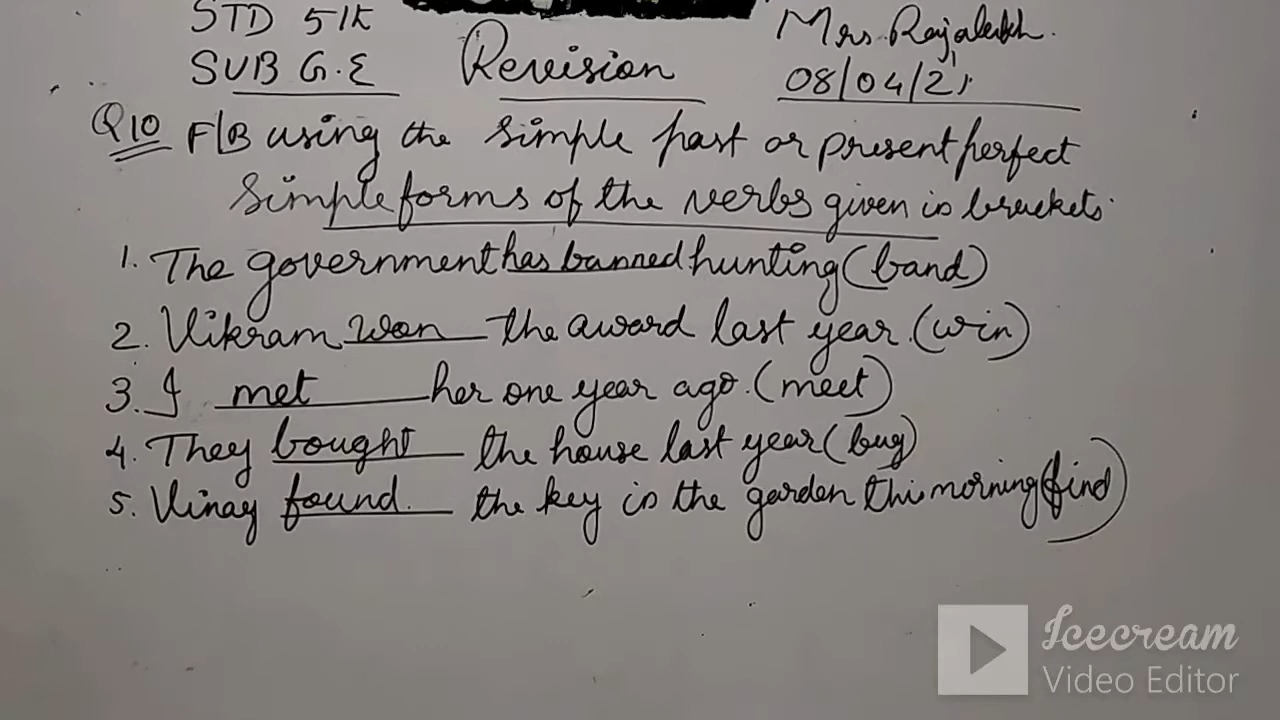 STD 5th
SUB G.E
Revision
Mrs. Rajalekh.
08/04/21
Q10 F/B using the simple past or present perfect
Simple forms of the verbs given in brackets.
1. The government has banned hunting (band)
2. Vikram won the award last year. (win)
3. I met her one year ago. (meet)
4. They bought the house last year (buy)
5. Vinay found. the key in the garden this morning (find)
Icecream
Video Editor